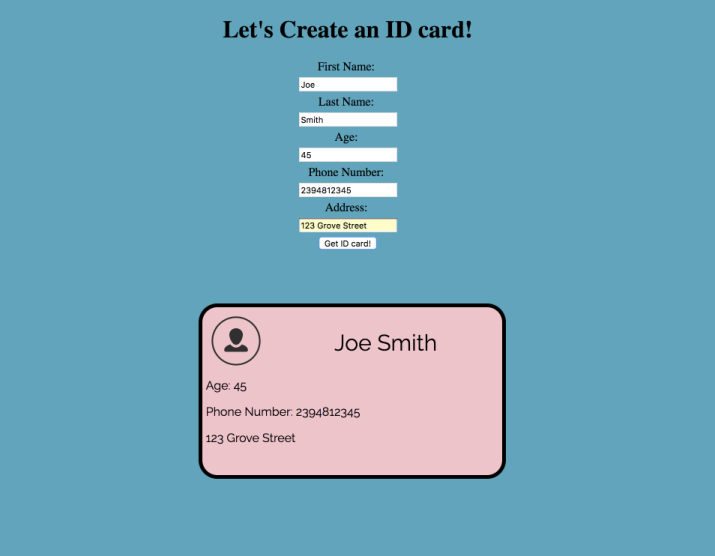 Let's Create an ID card!
First Name:
Joe
Last Name:
Smith
Age:
45
Phone Number:
2394812345
Address:
123 Grove Street
Get ID card!
Joe Smith
Age: 45
Phone Number: 2394812345
123 Grove Street